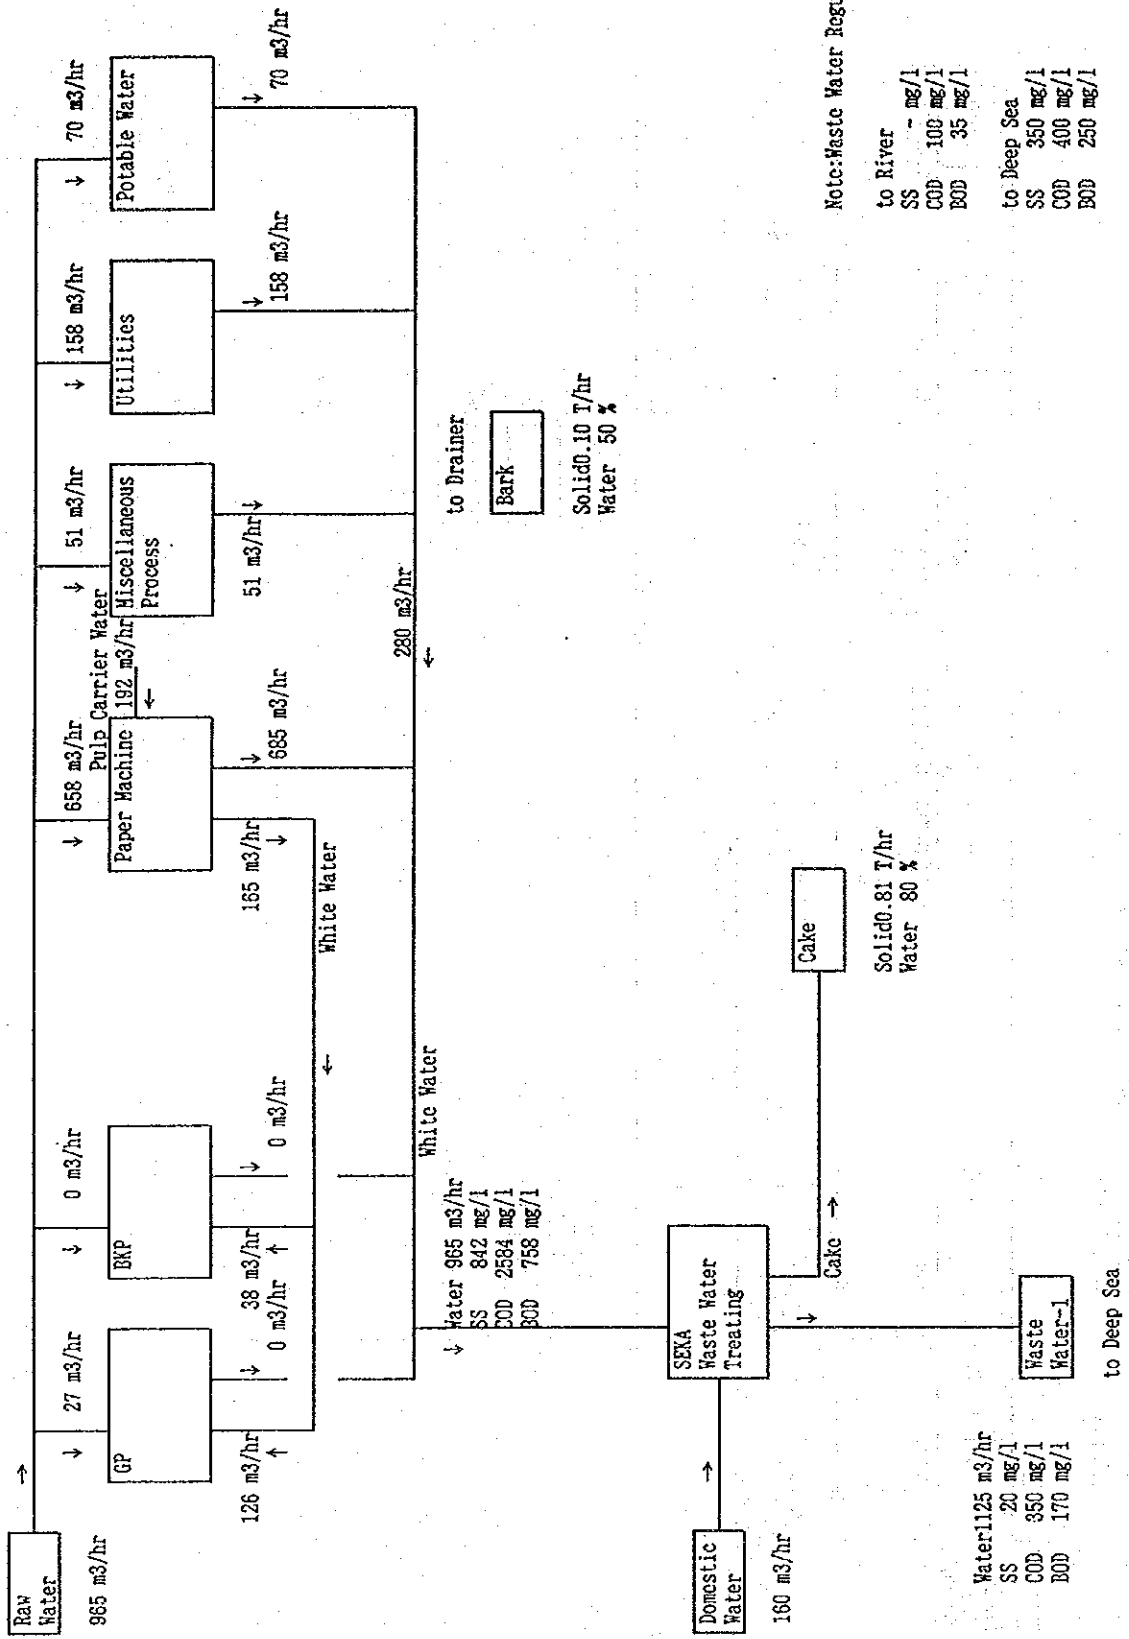 Raw
Water
965 m3/hr
→
↓ 27 m3/hr
GP
126 m3/hr
↑
↓ 0 m3/hr
↓ 0 m3/hr
BKP
38 m3/hr
↑
↓ 0 m3/hr
↓ 658 m3/hr
Pulp Carrier Water
Paper Machine
192 m3/hr
←
165 m3/hr
↓
White Water
←
↓ 685 m3/hr
↓ 51 m3/hr
Miscellaneous
Process
51 m3/hr
↓
↓ 158 m3/hr
Utilities
↓ 158 m3/hr
↓ 70 m3/hr
Potable Water
↓ 70 m3/hr
280 m3/hr
←
White Water
↓
Water 965 m3/hr
SS 842 mg/l
COD 2584 mg/l
BOD 758 mg/l
to Drainer
Bark
Solid0.10 T/hr
Water 50 %
Domestic
Water
160 m3/hr
→
SEKA
Waste Water
Treating
Cake →
Cake
Solid0.81 T/hr
Water 80 %
↓
Waste
Water-1
to Deep Sea
Water1125 m3/hr
SS 20 mg/l
COD 350 mg/l
BOD 170 mg/l
Note:Waste Water Regu
to River
SS - mg/l
COD 100 mg/l
BOD 35 mg/l
to Deep Sea
SS 350 mg/l
COD 400 mg/l
BOD 250 mg/l